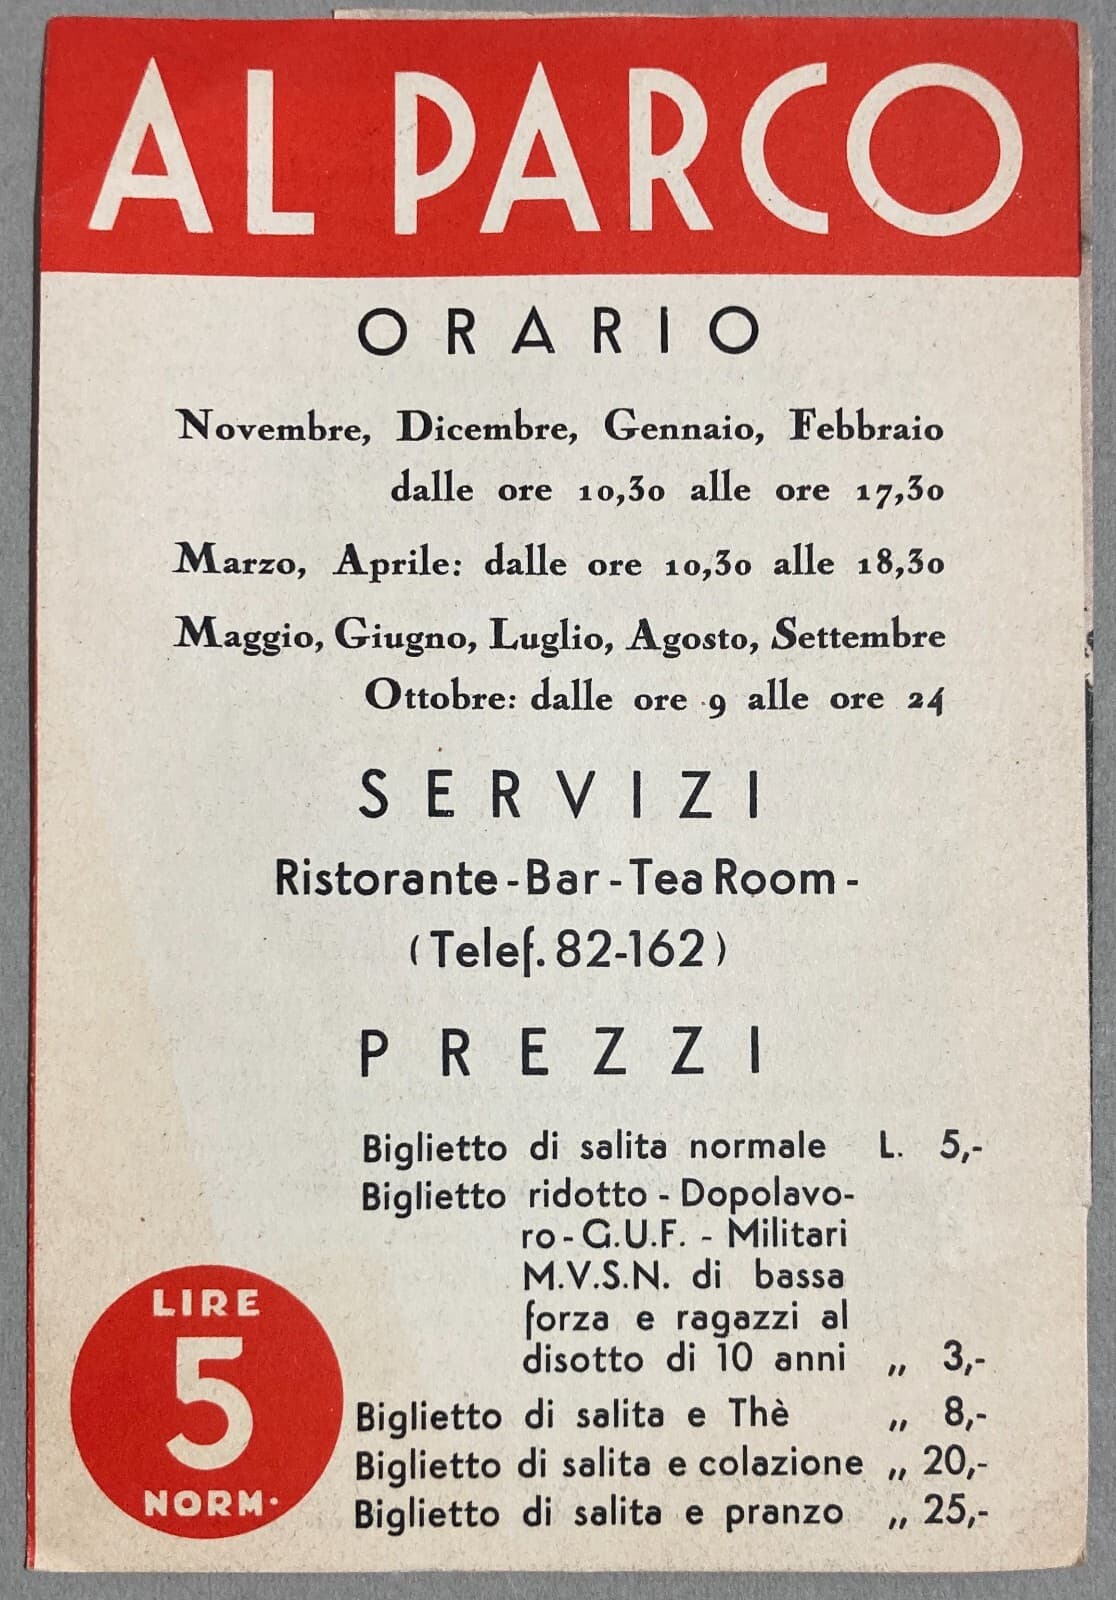 AL PARCO
ORARIO
Novembre, Dicembre, Gennaio, Febbraio
dalle ore 10,30 alle ore 17,30
Marzo, Aprile: dalle ore 10,30 alle 18,30
Maggio, Giugno, Luglio, Agosto, Settembre
Ottobre: dalle ore 9 alle ore 24
SERVIZI
Ristorante - Bar - Tea Room -
(Telef. 82-162)
PREZZI
Biglietto di salita normale L. 5,-
Biglietto ridotto - Dopolavo-
ro - G.U.F. - Militari
M.V.S.N. di bassa
forza e ragazzi al
disotto di 10 anni „ 3,-
Biglietto di salita e Thè „ 8,-
Biglietto di salita e colazione „ 20,-
Biglietto di salita e pranzo „ 25,-
LIRE
5
NORM.